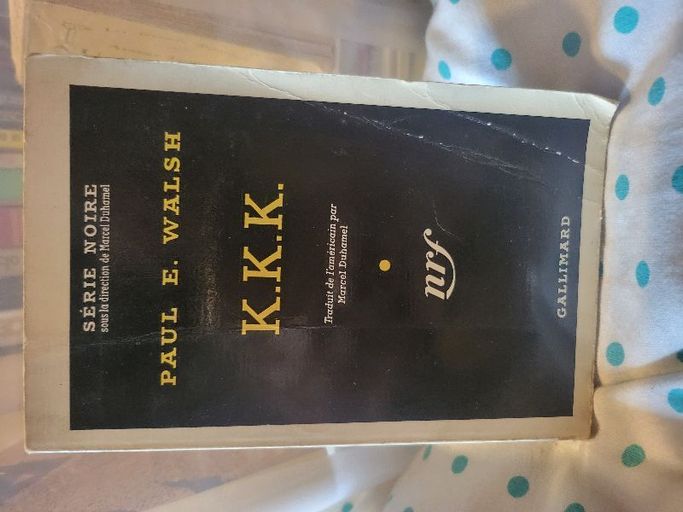 SÉRIE NOIRE
sous la direction de Marcel Duhamel
PAUL E. WALSH
K.K.K.
Traduit de l'américain par
Marcel Duhamel
nrf
GALLIMARD